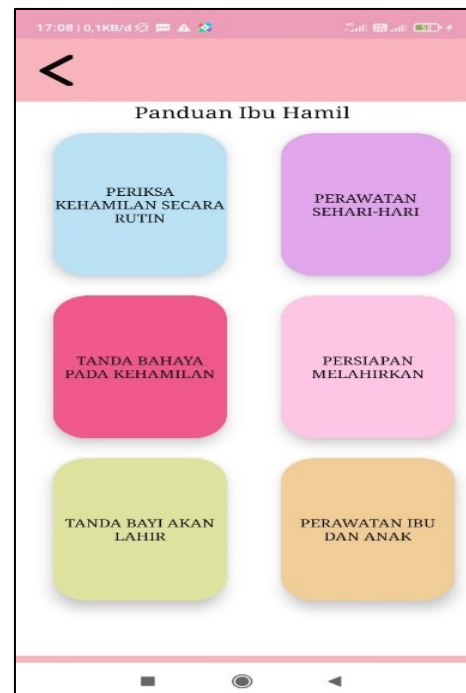 17:08 | 0,1KB/d
Panduan Ibu Hamil
PERIKSA
KEHAMILAN SECARA
RUTIN
PERAWATAN
SEHARI-HARI
TANDA BAHAYA
PADA KEHAMILAN
PERSIAPAN
MELAHIRKAN
TANDA BAYI AKAN
LAHIR
PERAWATAN IBU
DAN ANAK